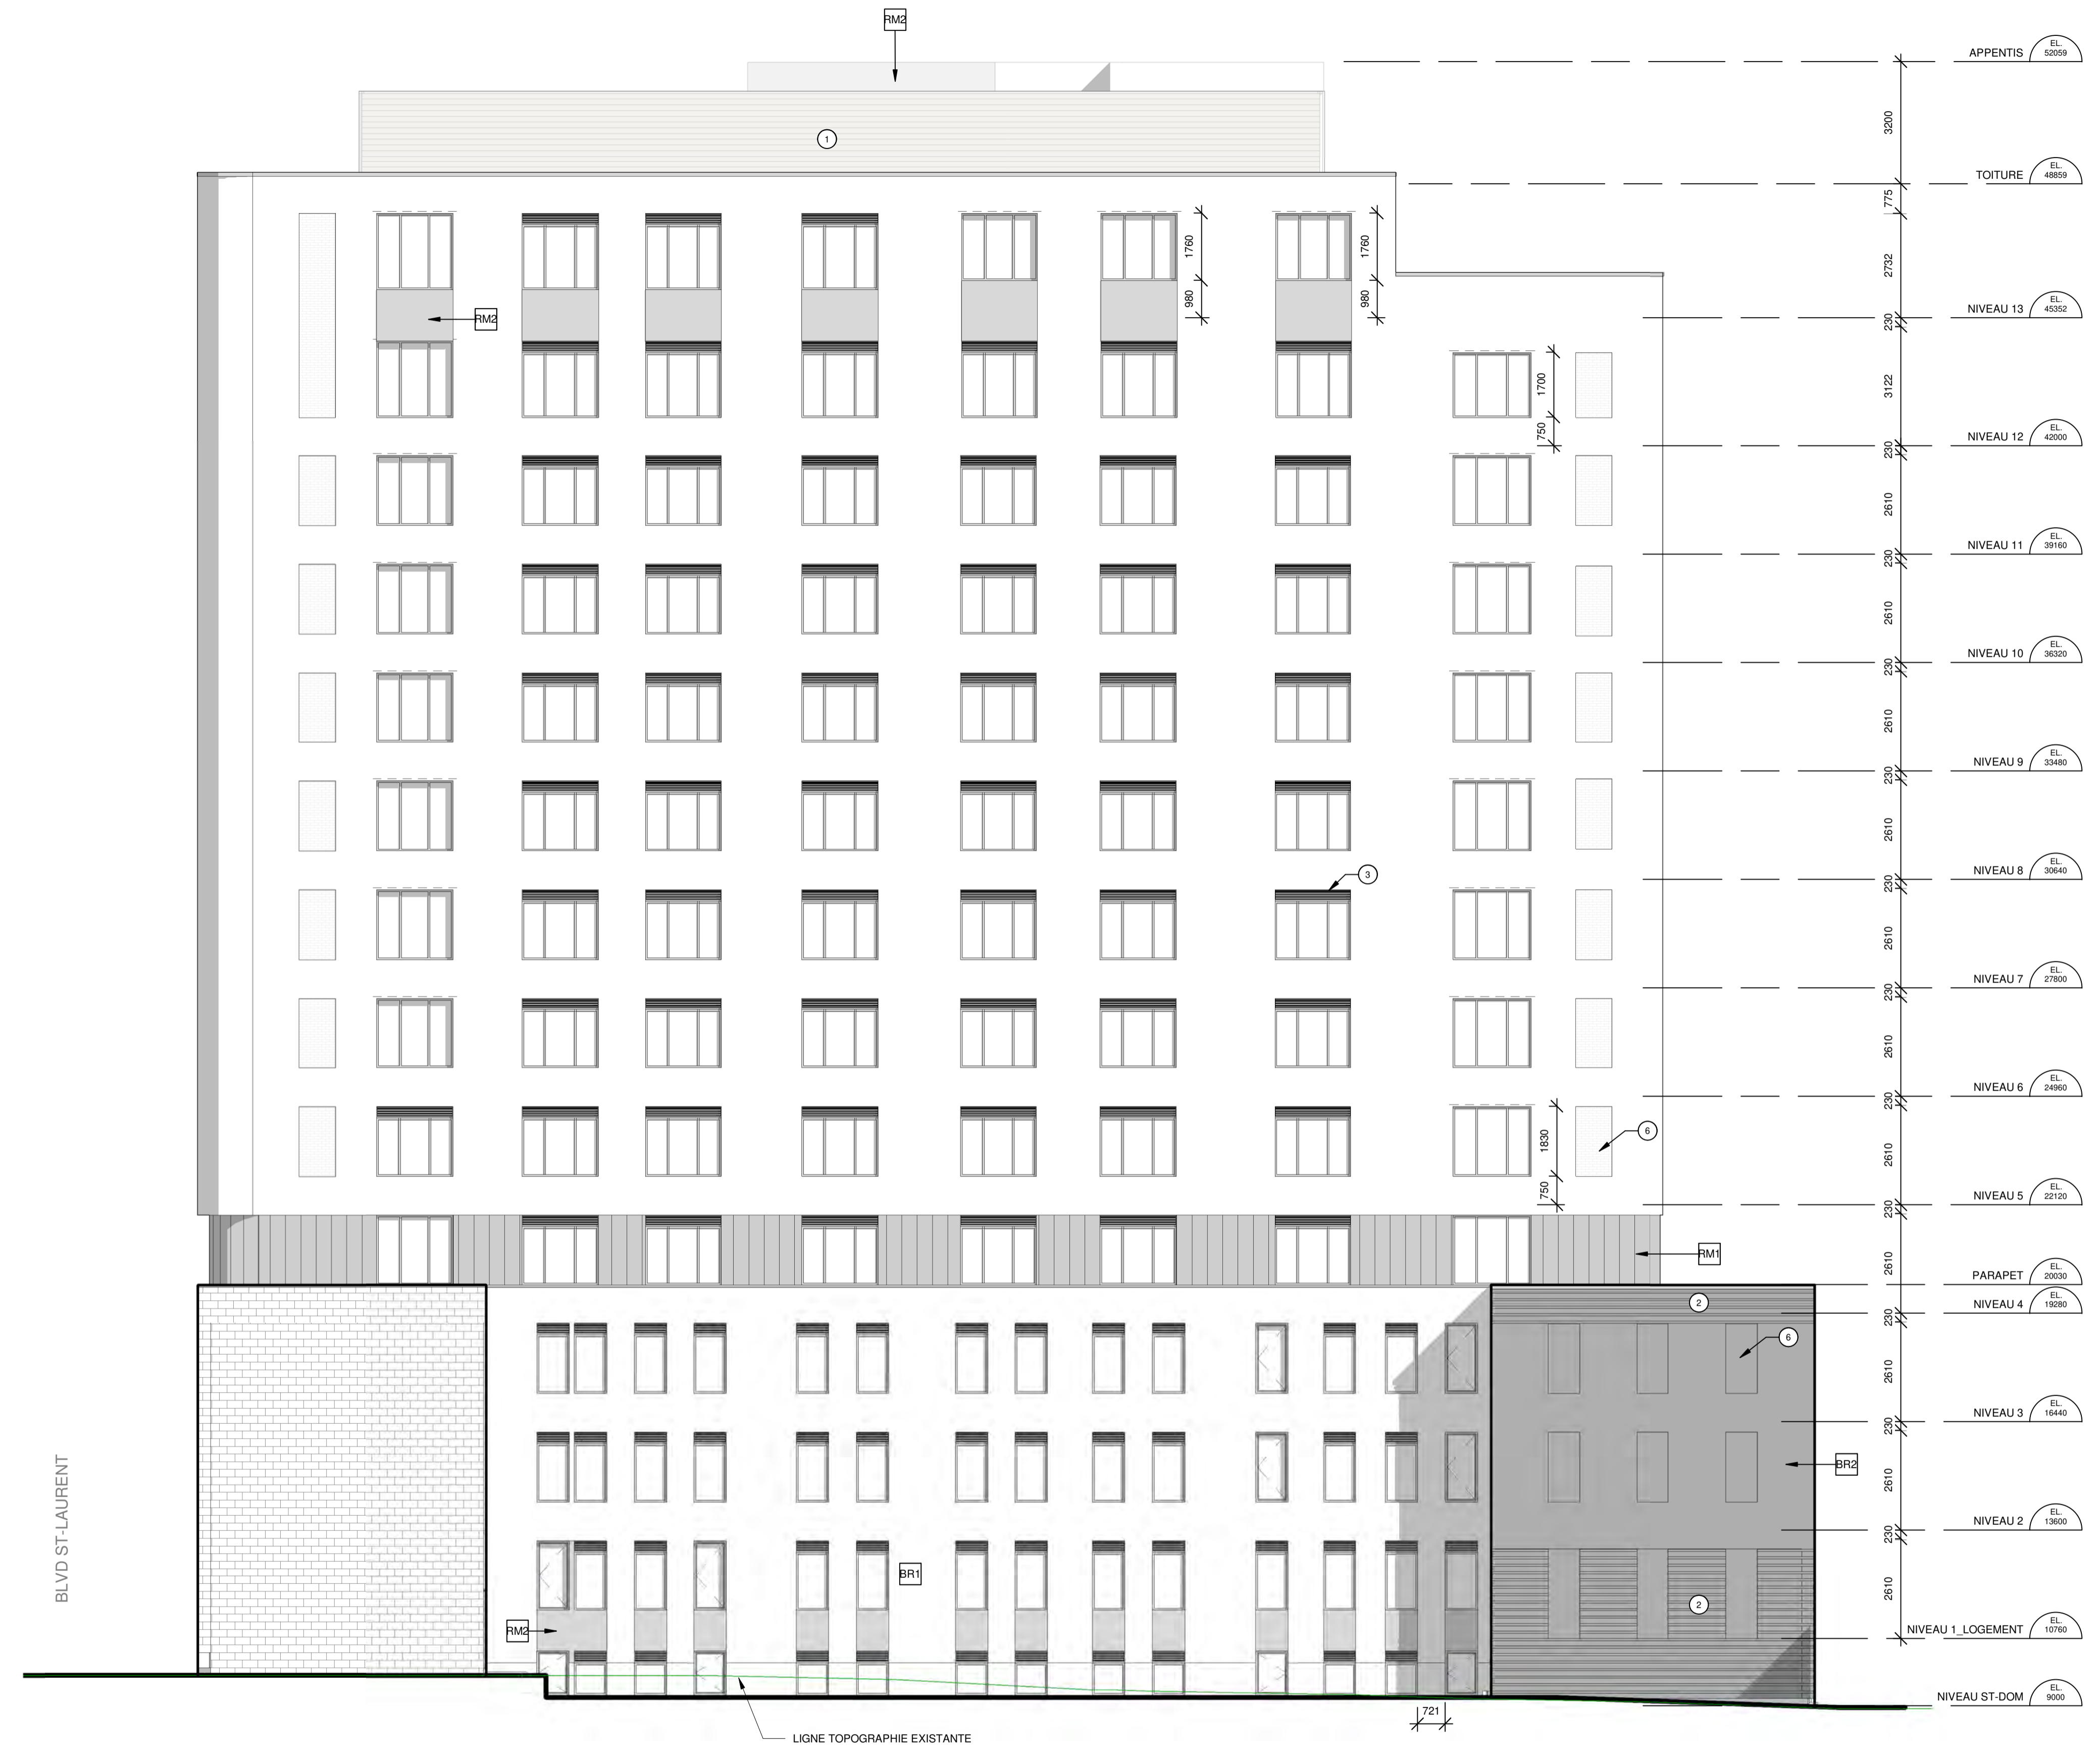 RM2
APPENTIS
EL.
52059
3200
1
TOITURE
EL.
48859
775
1760
980
1760
980
2732
RM2
NIVEAU 13
EL.
45352
230
1700
750
3122
NIVEAU 12
EL.
42000
230
2610
NIVEAU 11
EL.
39160
230
2610
NIVEAU 10
EL.
36320
230
2610
NIVEAU 9
EL.
33480
230
2610
3
NIVEAU 8
EL.
30640
230
2610
NIVEAU 7
EL.
27800
230
2610
NIVEAU 6
EL.
24960
230
1830
750
6
2610
NIVEAU 5
EL.
22120
230
RM1
2610
PARAPET
EL.
20030
2
NIVEAU 4
EL.
19280
230
6
2610
NIVEAU 3
EL.
16440
230
BR2
2610
BLVD ST-LAURENT
NIVEAU 2
EL.
13600
230
BR1
2610
2
RM2
NIVEAU 1_LOGEMENT
EL.
10760
NIVEAU ST-DOM
EL.
9000
721
LIGNE TOPOGRAPHIE EXISTANTE